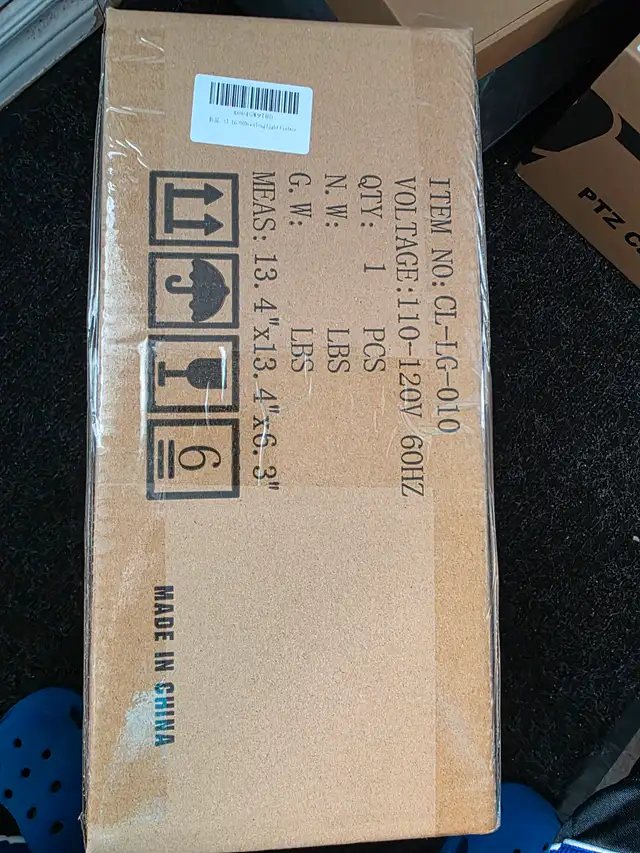 ITEM NO: CL-LG-010
VOLTAGE:110-120V 60HZ
QTY: 1 PCS
N. W: LBS
G. W: LBS
MEAS: 13. 4"x13. 4"x6. 3"
6
MADE IN CHINA
PTZ